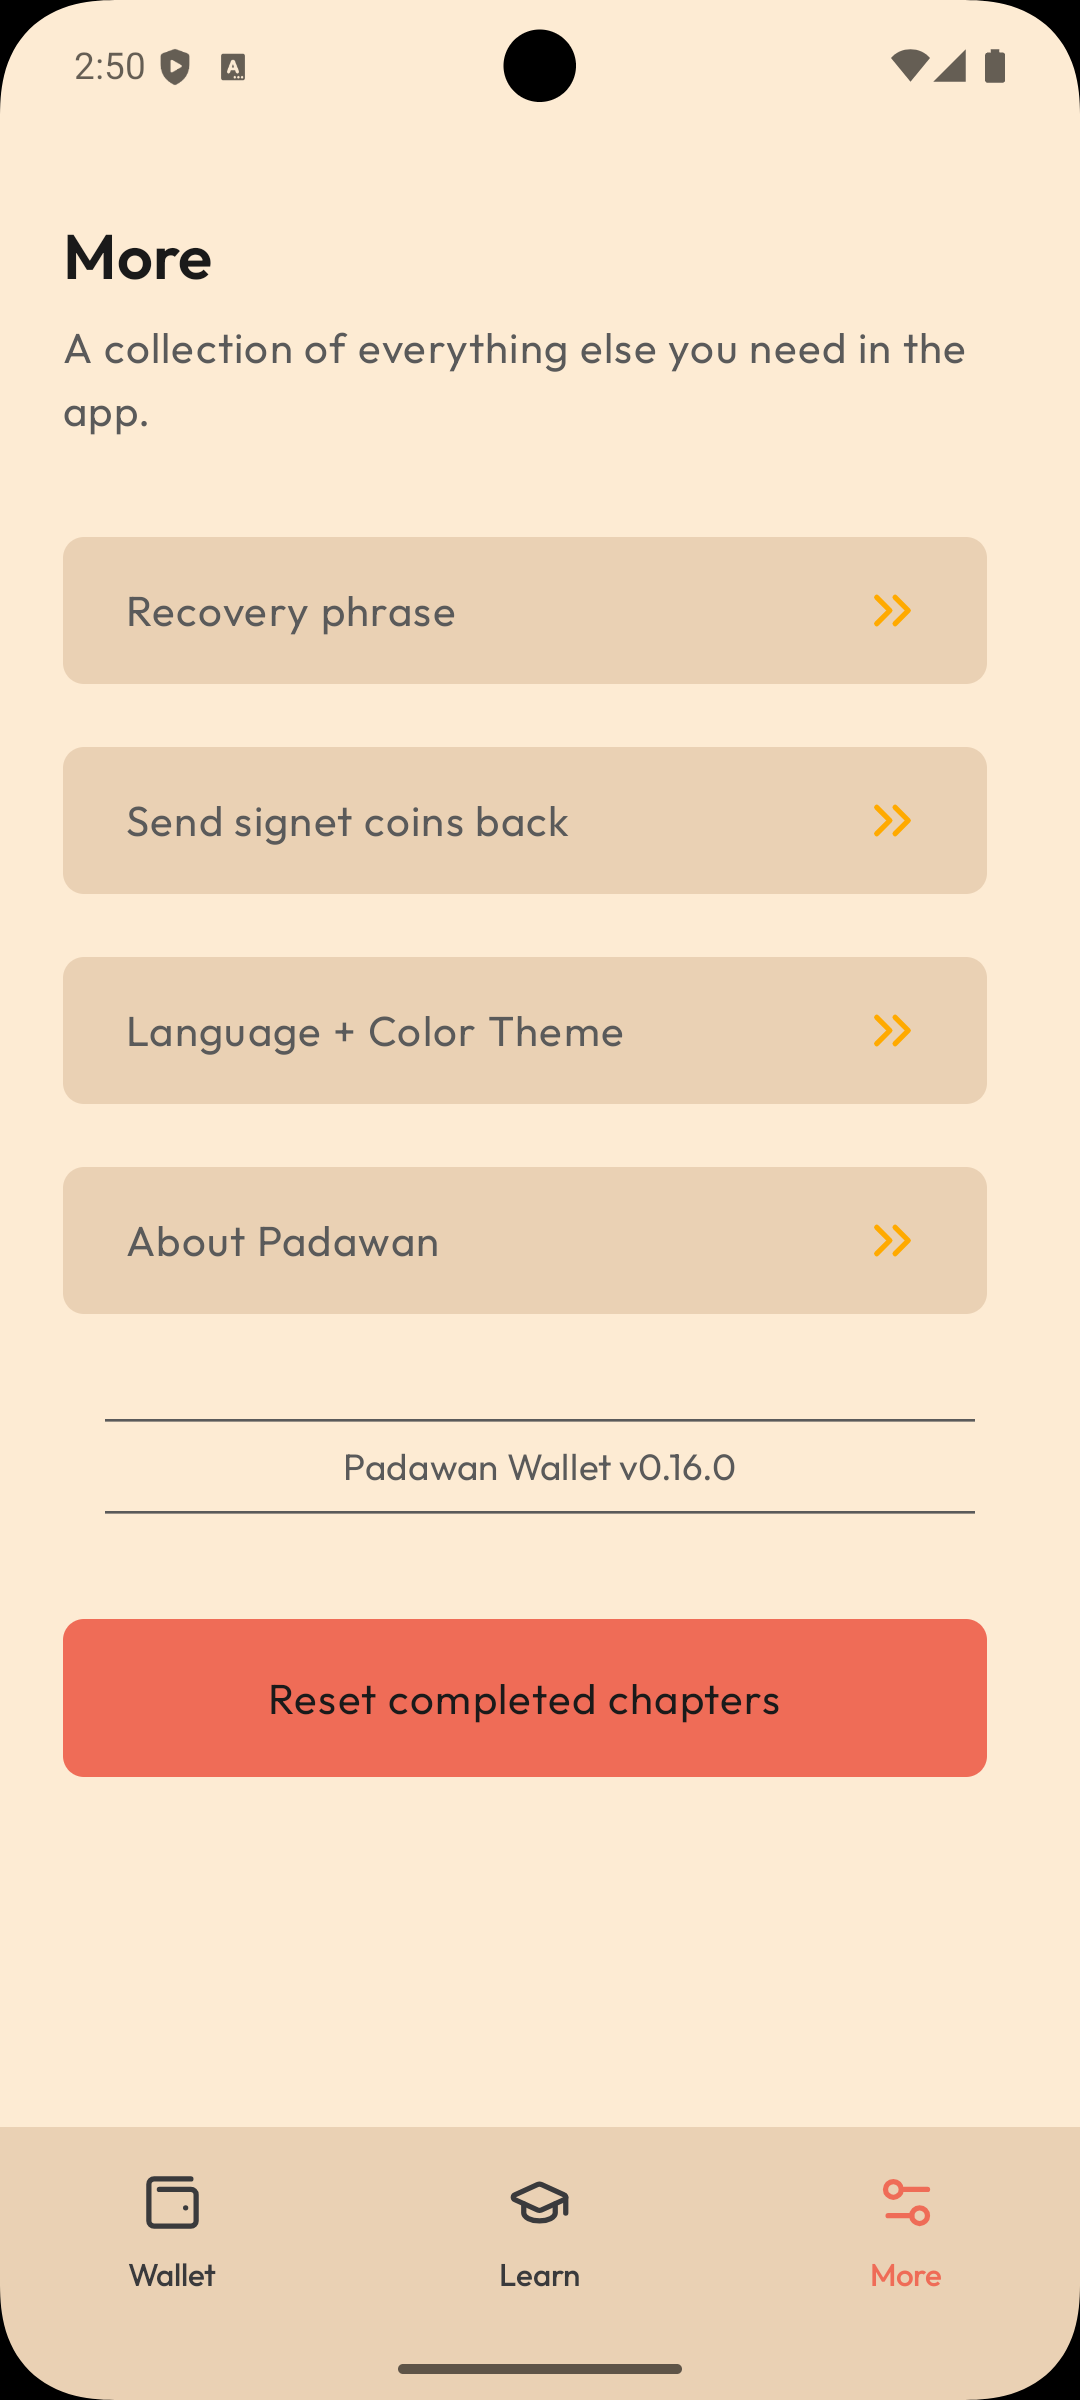 2:50
More
A collection of everything else you need in the
app.
Recovery phrase
Send signet coins back
Language + Color Theme
About Padawan
Padawan Wallet v0.16.0
Reset completed chapters
Wallet
Learn
More